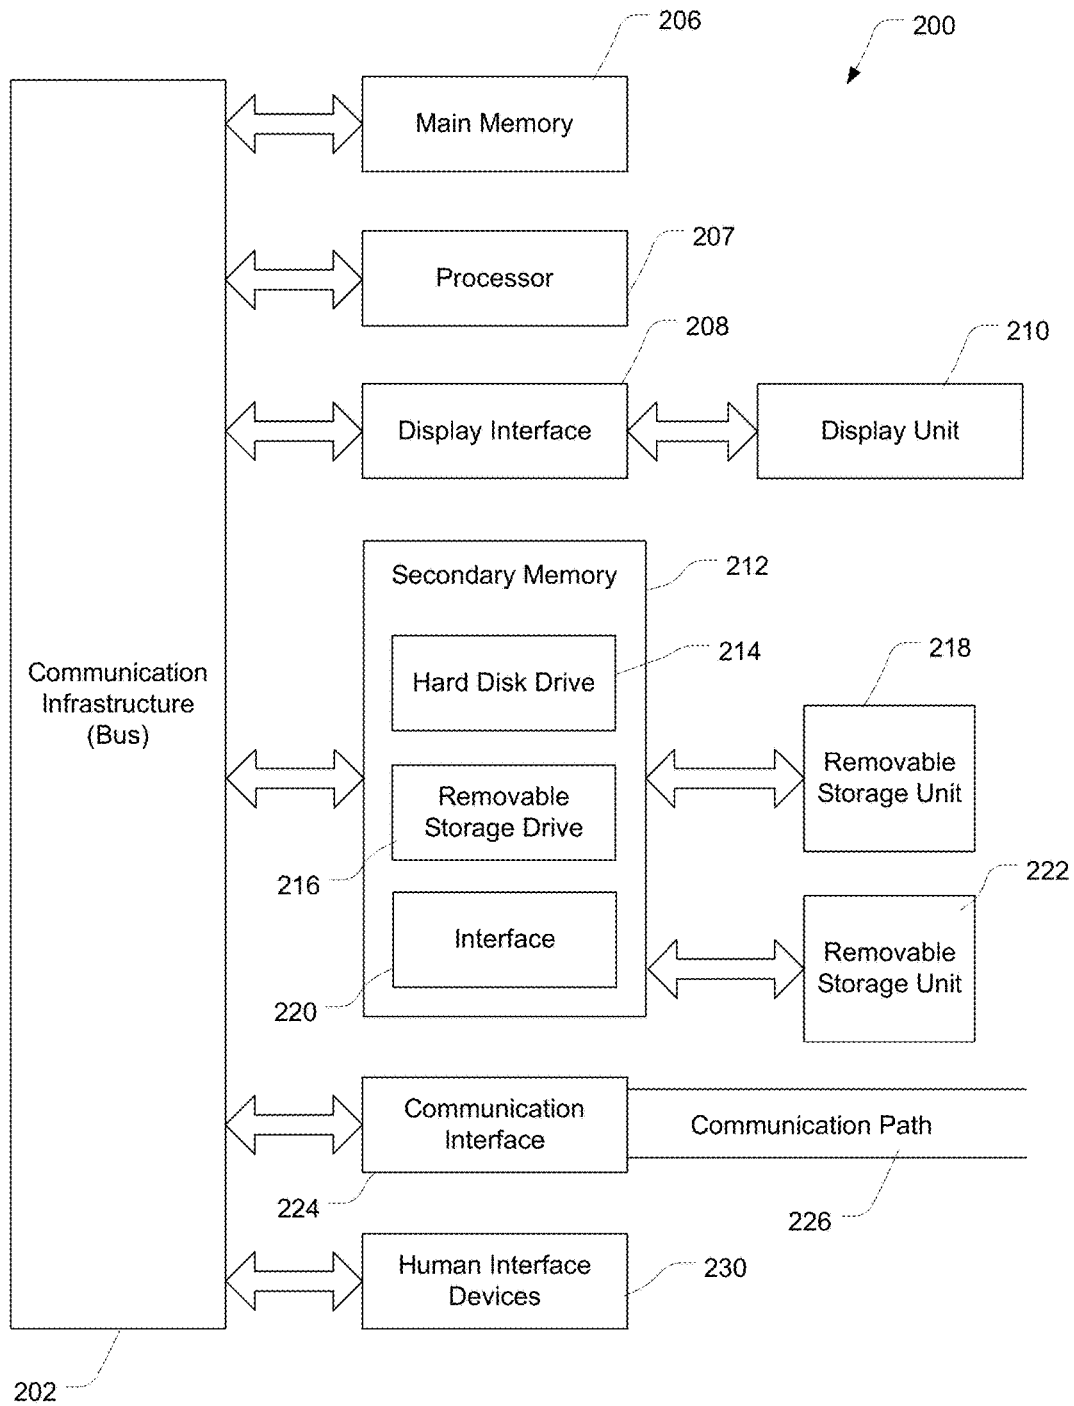 206
200
Main Memory
207
Processor
208
210
Display Interface
Display Unit
212
Secondary Memory
214
218
Hard Disk Drive
Communication
Infrastructure
(Bus)
Removable
Storage Unit
Removable
Storage Drive
216
222
Interface
Removable
Storage Unit
220
Communication
Interface
Communication Path
224
226
Human Interface
Devices
230
202